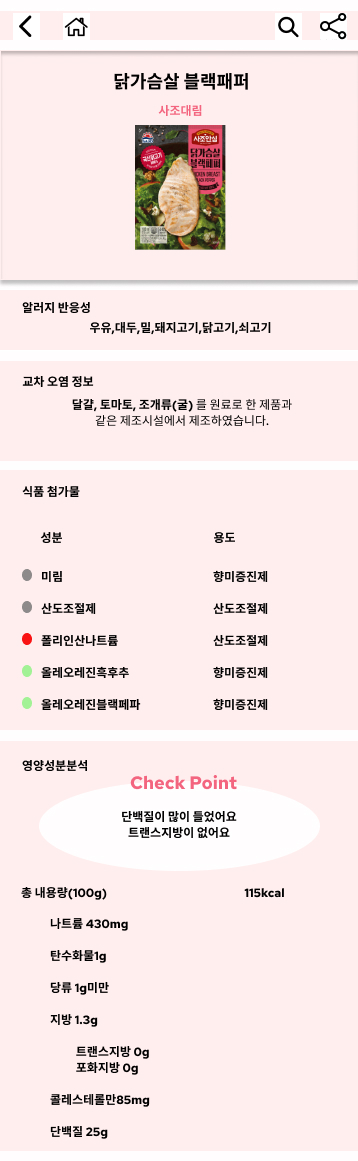 닭가슴살 블랙패퍼
사조대림
사조안심
닭가슴살
블랙페퍼
알러지 반응성
우유,대두,밀,돼지고기,닭고기,쇠고기
교차 오염 정보
달걀, 토마토, 조개류(굴) 를 원료로 한 제품과
같은 제조시설에서 제조하였습니다.
식품 첨가물
성분 용도
미림 향미증진제
산도조절제 산도조절제
폴리인산나트륨 산도조절제
올레오레진흑후추 향미증진제
올레오레진블랙페파 향미증진제
영양성분분석
Check Point
단백질이 많이 들었어요
트랜스지방이 없어요
총 내용량(100g) 115kcal
나트륨 430mg
탄수화물1g
당류 1g미만
지방 1.3g
트랜스지방 0g
포화지방 0g
콜레스테롤만85mg
단백질 25g